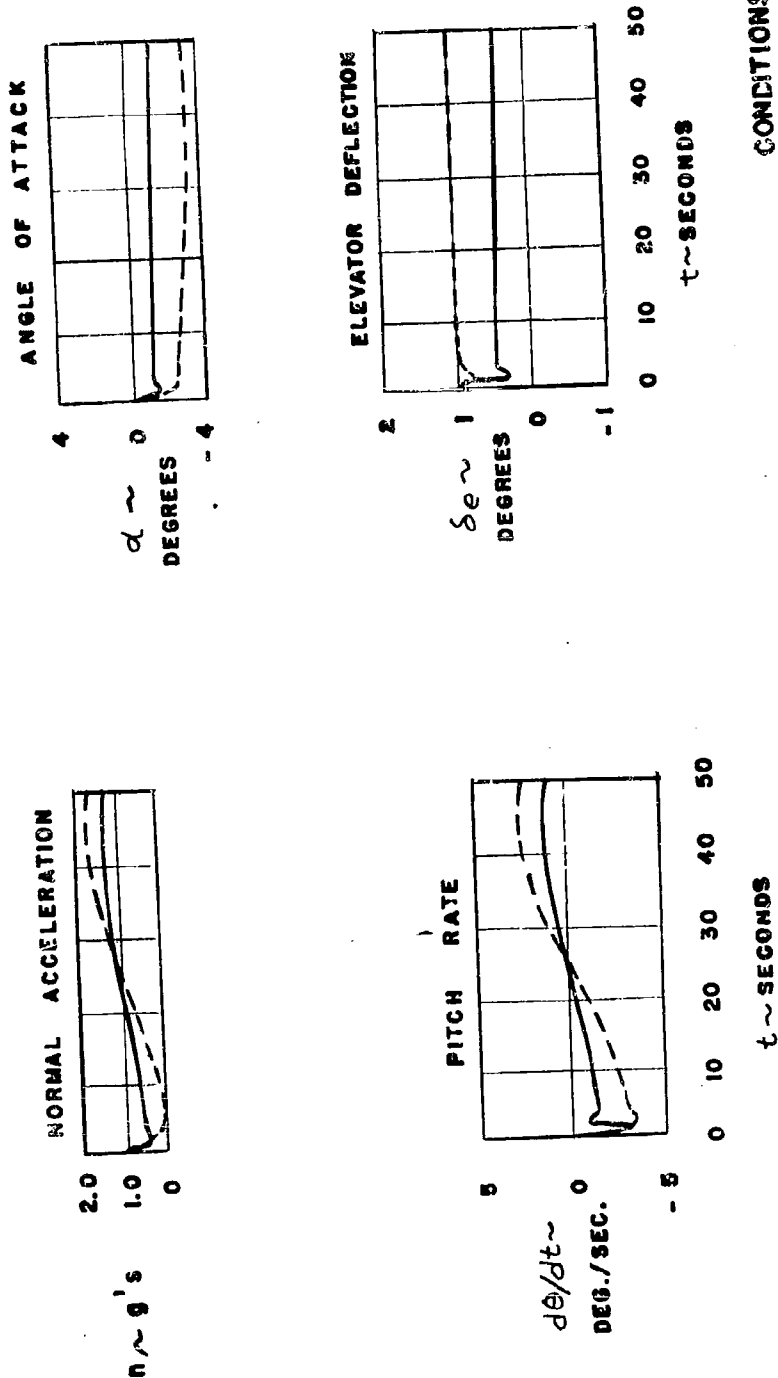 NORMAL ACCELERATION
n ~ g's
2.0
1.0
0
PITCH RATE
dθ/dt ~
DEG./SEC.
5
0
- 5
0 10 20 30 40 50
t ~ SECONDS
ANGLE OF ATTACK
α ~
DEGREES
4
0
- 4
ELEVATOR DEFLECTION
δe ~
DEGREES
2
1
0
- 1
0 10 20 30 40 50
t ~ SECONDS
CONDITIONS